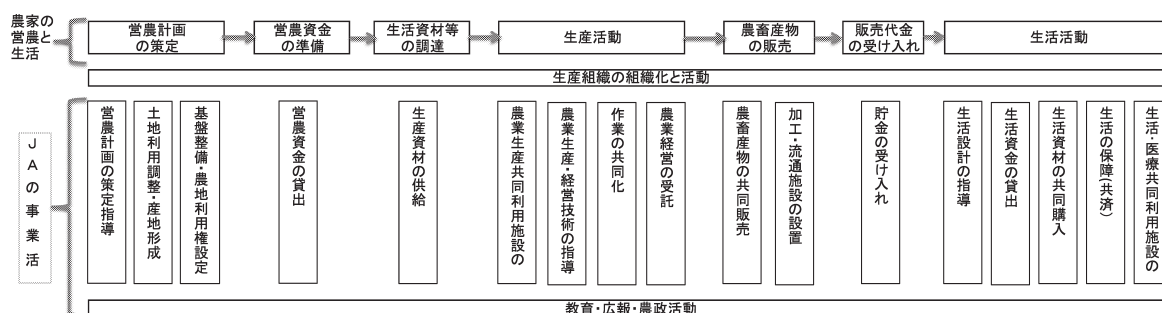 農家の
営農と
生活
営農計画
の策定
営農資金
の準備
生活資材等
の調達
生産活動
農畜産物
の販売
販売代金
の受け入れ
生活活動
生産組織の組織化と活動
JAの事業活
営農計画の策定指導
土地利用調整・産地形成
基盤整備・農地利用権設定
営農資金の貸出
生産資材の供給
農業生産共同利用施設の
農業生産・経営技術の指導
作業の共同化
農業経営の受託
農畜産物の共同販売
加工・流通施設の設置
貯金の受け入れ
生活設計の指導
生活資金の貸出
生活資材の共同購入
生活の保障(共済)
生活・医療共同利用施設の
教育・広報・農政活動